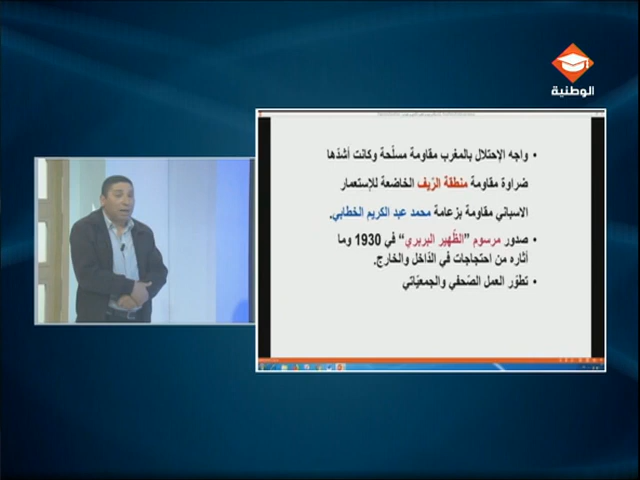 الوطنية
• واجه الإحتلال بالمغرب مقاومة مسلّحة وكانت أشدّها
ضراوة مقاومة منطقة الرّيف الخاضعة للإستعمار
الاسباني مقاومة بزعامة محمد عبد الكريم الخطابي.
• صدور مرسوم "الظّهير البربري" في 1930 وما
أثاره من احتجاجات في الدّاخل والخارج.
• تطوّر العمل الصّحفي والجمعيّاتي